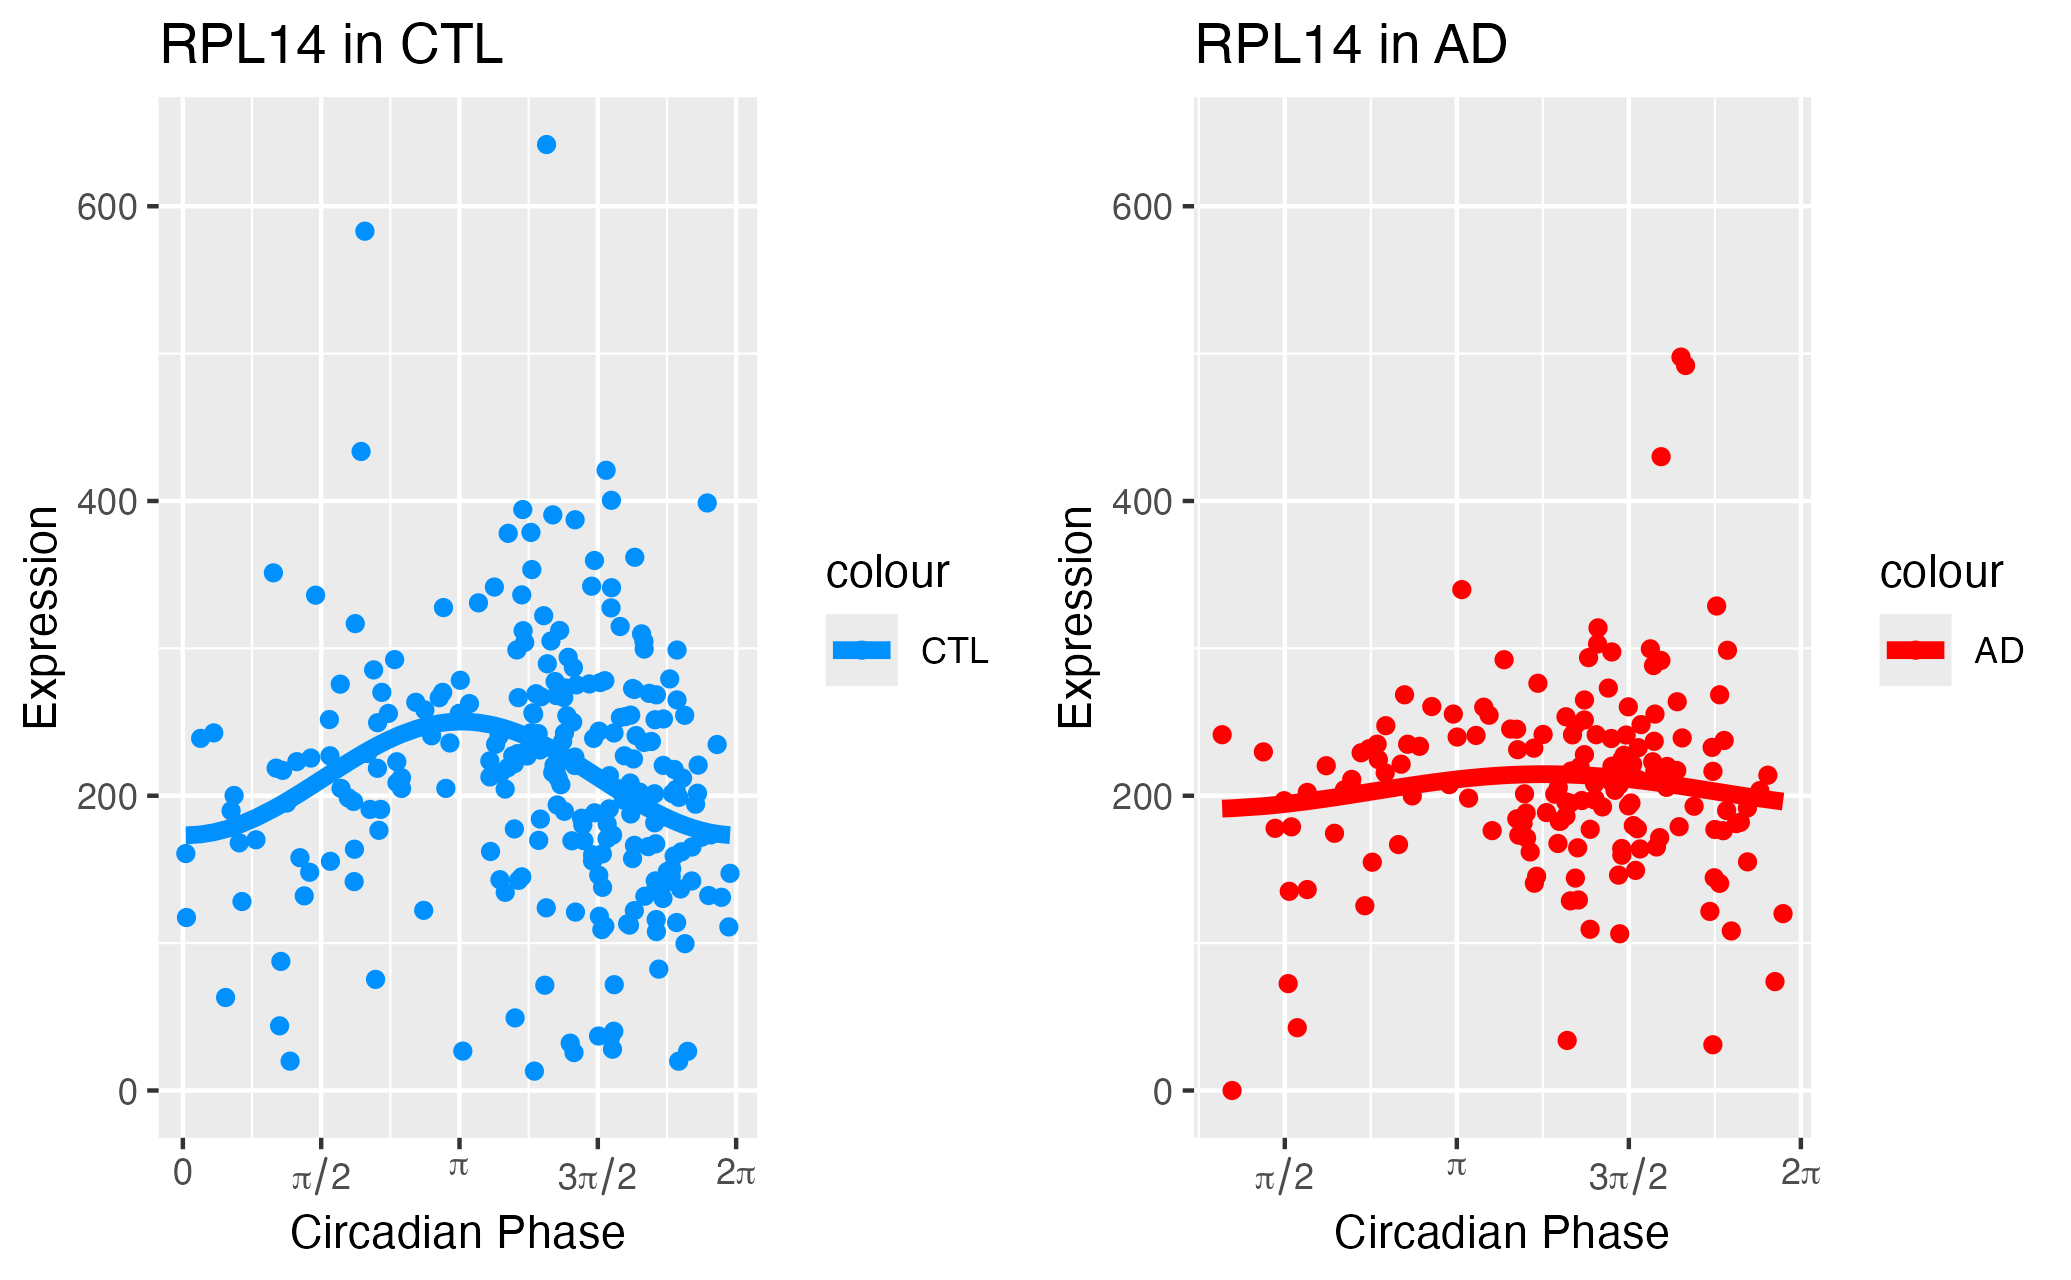 RPL14 in CTL
Expression
600
400
200
0
0 π/2 π 3π/2 2π
Circadian Phase
colour
CTL
RPL14 in AD
Expression
600
400
200
0
π/2 π 3π/2 2π
Circadian Phase
colour
AD